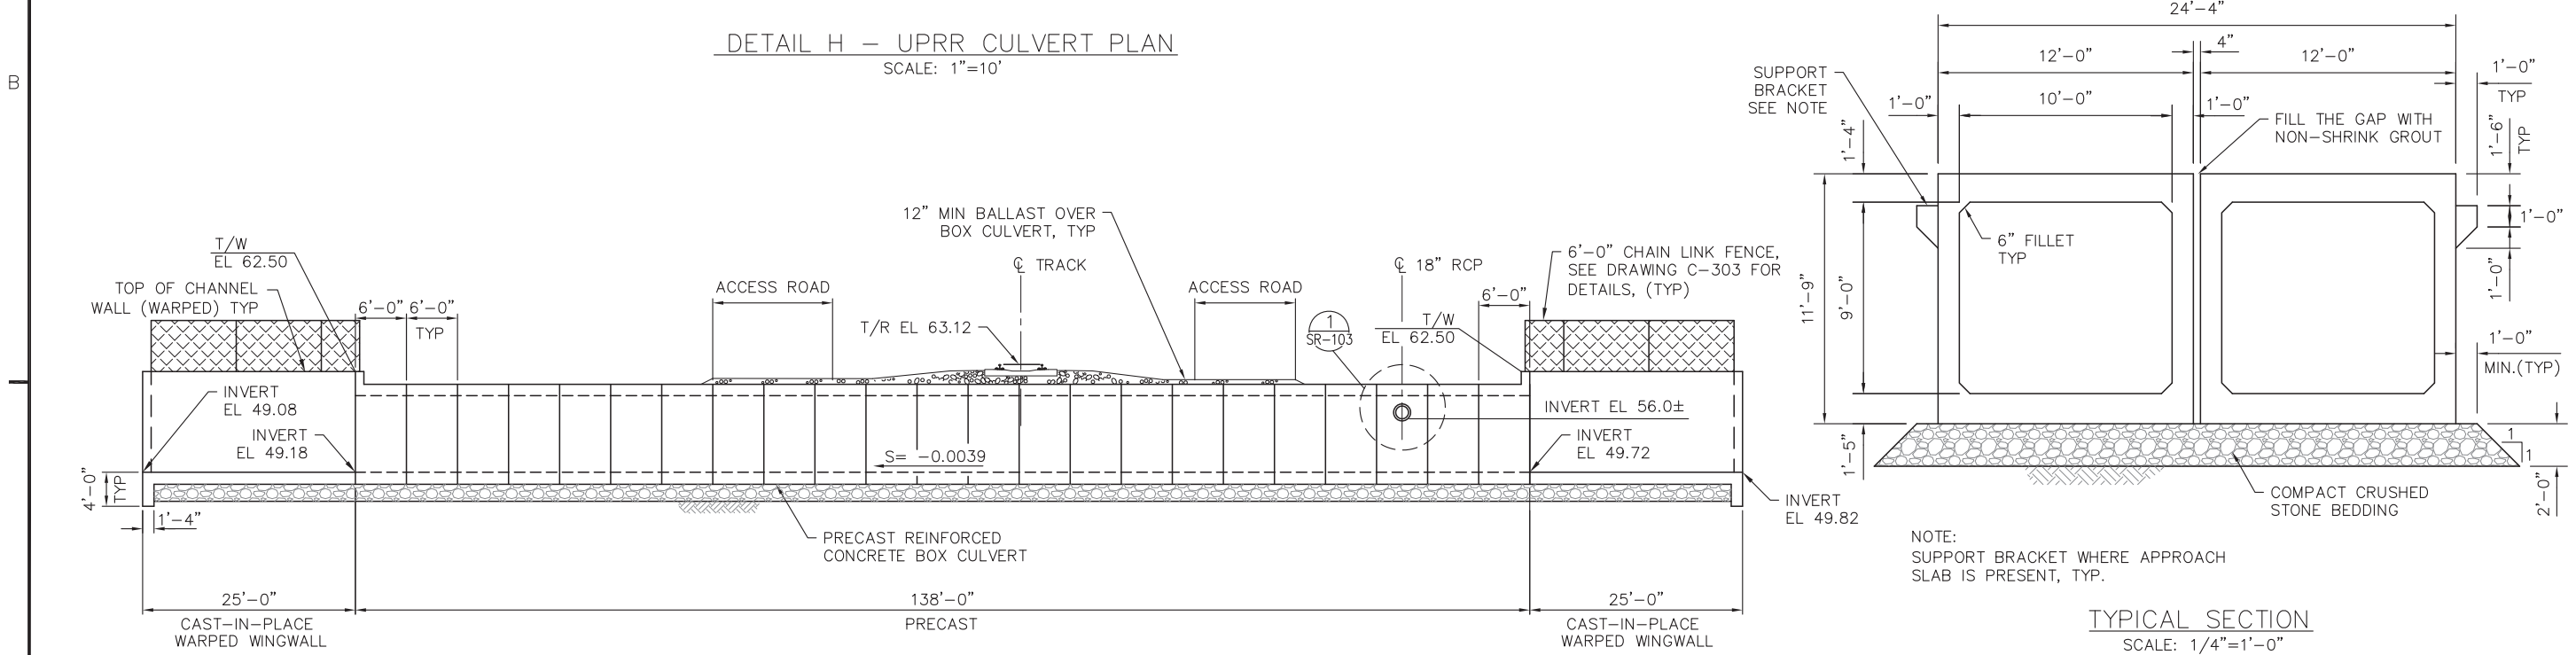 B
DETAIL H – UPRR CULVERT PLAN
SCALE: 1"=10'
T/W
EL 62.50
TOP OF CHANNEL
WALL (WARPED) TYP
6'–0"
6'–0"
TYP
INVERT
EL 49.08
INVERT
EL 49.18
4'–0"
TYP
1'–4"
25'–0"
CAST–IN–PLACE
WARPED WINGWALL
ACCESS ROAD
12" MIN BALLAST OVER
BOX CULVERT, TYP
℄ TRACK
T/R EL 63.12
ACCESS ROAD
S= –0.0039
PRECAST REINFORCED
CONCRETE BOX CULVERT
138'–0"
PRECAST
℄ 18" RCP
1
SR–103
6'–0"
T/W
EL 62.50
6'–0" CHAIN LINK FENCE,
SEE DRAWING C–303 FOR
DETAILS, (TYP)
INVERT EL 56.0±
INVERT
EL 49.72
INVERT
EL 49.82
25'–0"
CAST–IN–PLACE
WARPED WINGWALL
24'–4"
12'–0"
4"
12'–0"
SUPPORT
BRACKET
SEE NOTE
1'–0"
10'–0"
1'–0"
1'–0"
TYP
FILL THE GAP WITH
NON–SHRINK GROUT
1'–6"
TYP
1'–4"
11'–9"
9'–0"
1'–5"
6" FILLET
TYP
1'–0"
1'–0"
1'–0"
MIN.(TYP)
1
1
2'–0"
COMPACT CRUSHED
STONE BEDDING
NOTE:
SUPPORT BRACKET WHERE APPROACH
SLAB IS PRESENT, TYP.
TYPICAL SECTION
SCALE: 1/4"=1'–0"